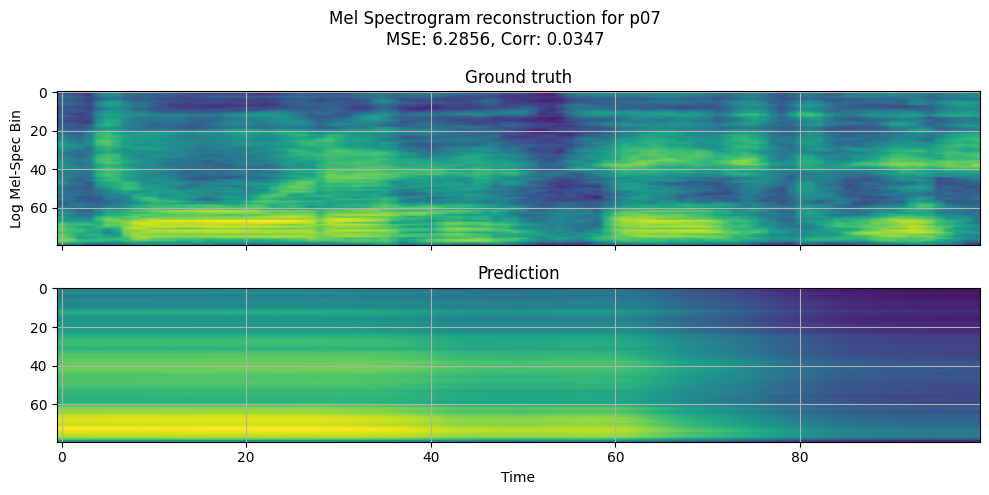 Mel Spectrogram reconstruction for p07
MSE: 6.2856, Corr: 0.0347
Ground truth
0
20
40
60
Log Mel-Spec Bin
Prediction
0
20
40
60
0 20 40 60 80
Time